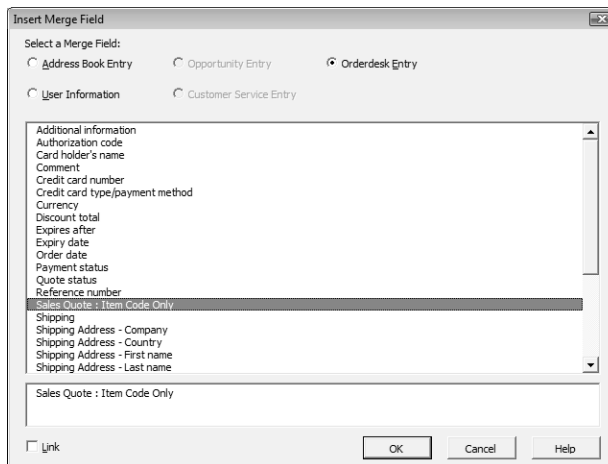 Insert Merge Field
Select a Merge Field:
Address Book Entry
Opportunity Entry
Orderdesk Entry
User Information
Customer Service Entry
Additional information
Authorization code
Card holder's name
Comment
Credit card number
Credit card type/payment method
Currency
Discount total
Expires after
Expiry date
Order date
Payment status
Quote status
Reference number
Sales Quote : Item Code Only
Shipping
Shipping Address - Company
Shipping Address - Country
Shipping Address - First name
Shipping Address - Last name
Sales Quote : Item Code Only
Link
OK
Cancel
Help